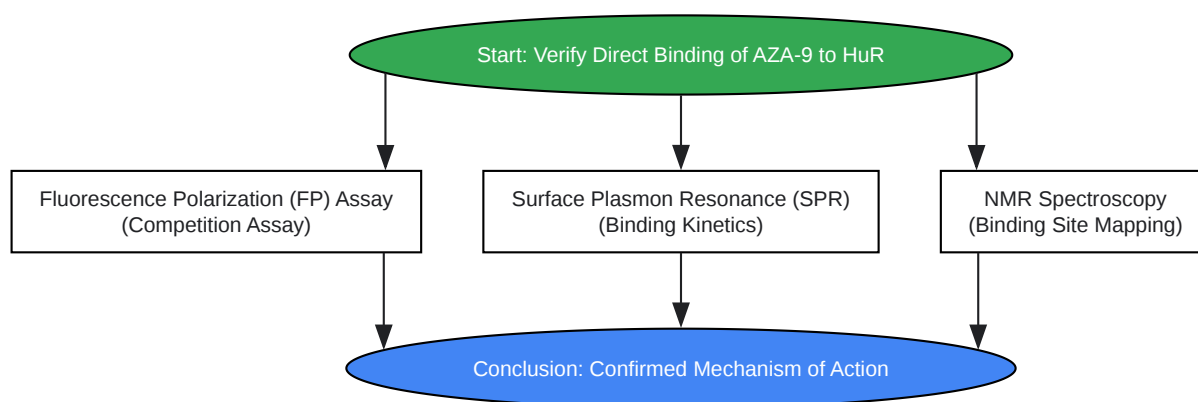 Start: Verify Direct Binding of AZA-9 to HuR
Fluorescence Polarization (FP) Assay
(Competition Assay)
Surface Plasmon Resonance (SPR)
(Binding Kinetics)
NMR Spectroscopy
(Binding Site Mapping)
Conclusion: Confirmed Mechanism of Action